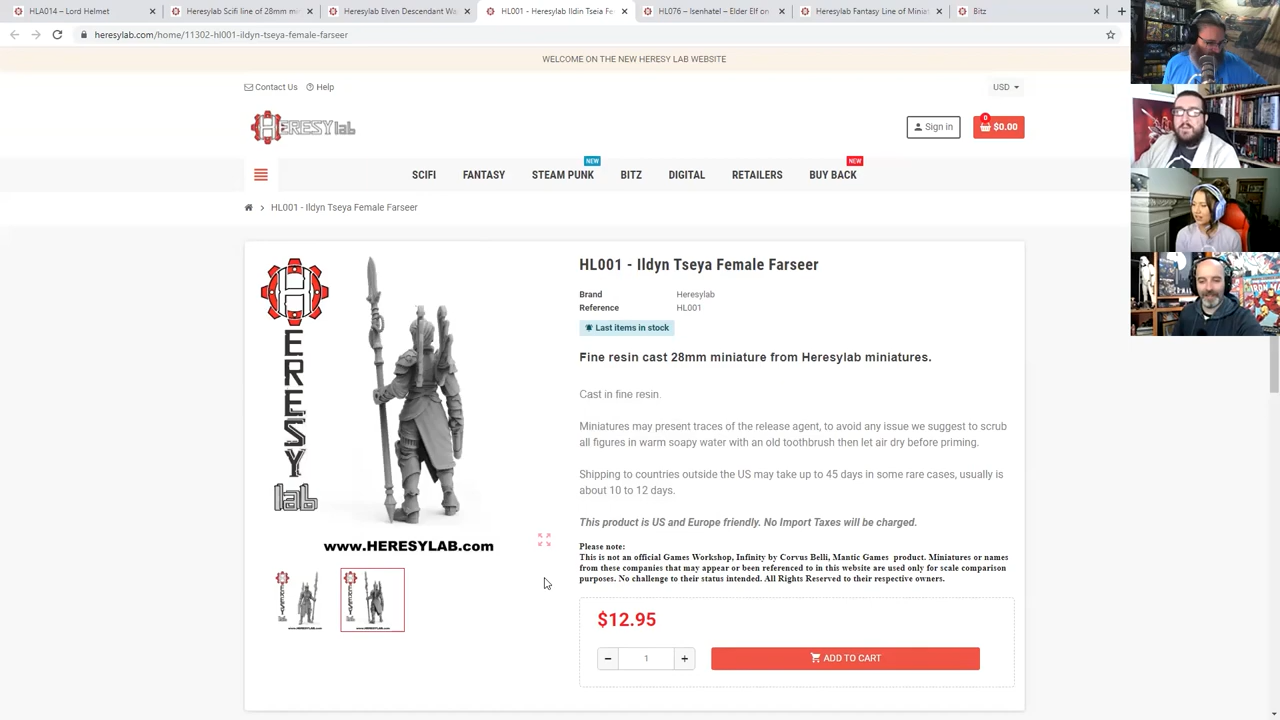 HLA014 – Lord Helmet
Heresylab Scifi line of 28mm mi
Heresylab Elven Descendant Wa
HL001 - Heresylab Ildin Tseia Fe
HL076 – Isenhatel – Elder Elf on
Heresylab Fantasy Line of Miniat
Bitz
heresylab.com/home/11302-hl001-ildyn-tseya-female-farseer
WELCOME ON THE NEW HERESY LAB WEBSITE
Contact Us
Help
USD
HERESYlab
Sign in
0
$0.00
NEW
NEW
SCIFI
FANTASY
STEAM PUNK
BITZ
DIGITAL
RETAILERS
BUY BACK
HL001 - Ildyn Tseya Female Farseer
HERESY lab
www.HERESYLAB.com
HL001 - Ildyn Tseya Female Farseer
Brand Heresylab
Reference HL001
Last items in stock
Fine resin cast 28mm miniature from Heresylab miniatures.
Cast in fine resin.
Miniatures may present traces of the release agent, to avoid any issue we suggest to scrub
all figures in warm soapy water with an old toothbrush then let air dry before priming.
Shipping to countries outside the US may take up to 45 days in some rare cases, usually is
about 10 to 12 days.
This product is US and Europe friendly. No Import Taxes will be charged.
Please note:
This is not an official Games Workshop, Infinity by Corvus Belli, Mantic Games product. Miniatures or names
from these companies that may appear or been referenced to in this website are used only for scale comparison
purposes. No challenge to their status intended. All Rights Reserved to their respective owners.
$12.95
1
ADD TO CART